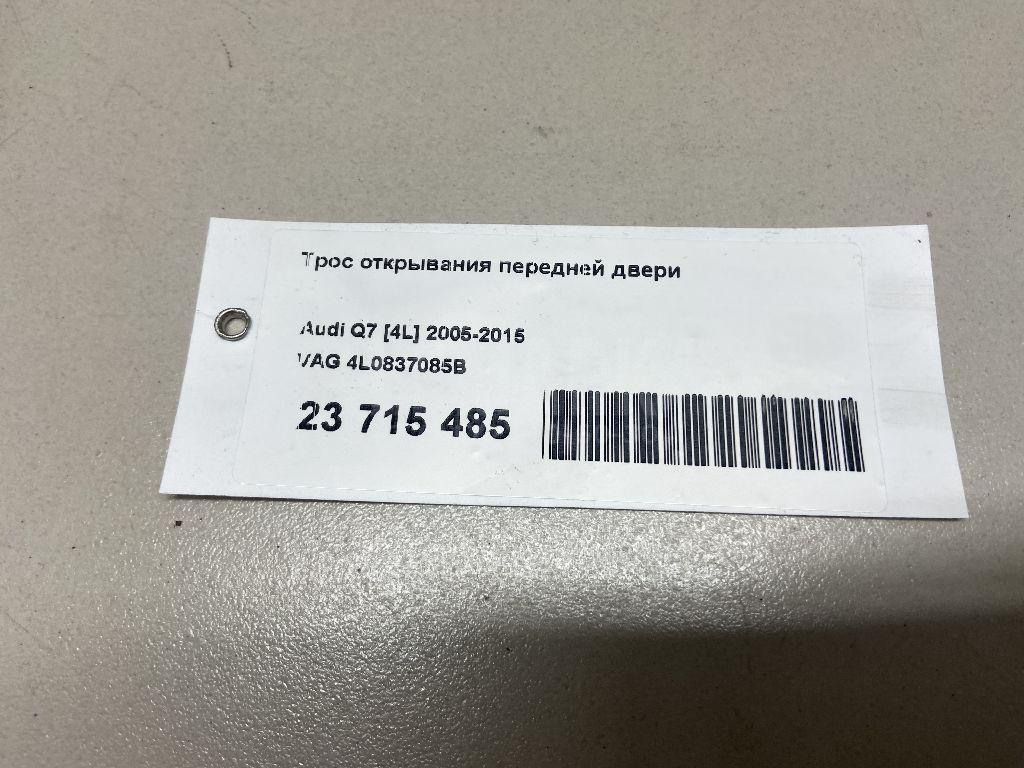 Трос открывания передней двери
Audi Q7 [4L] 2005-2015
VAG 4L0837085B
23 715 485